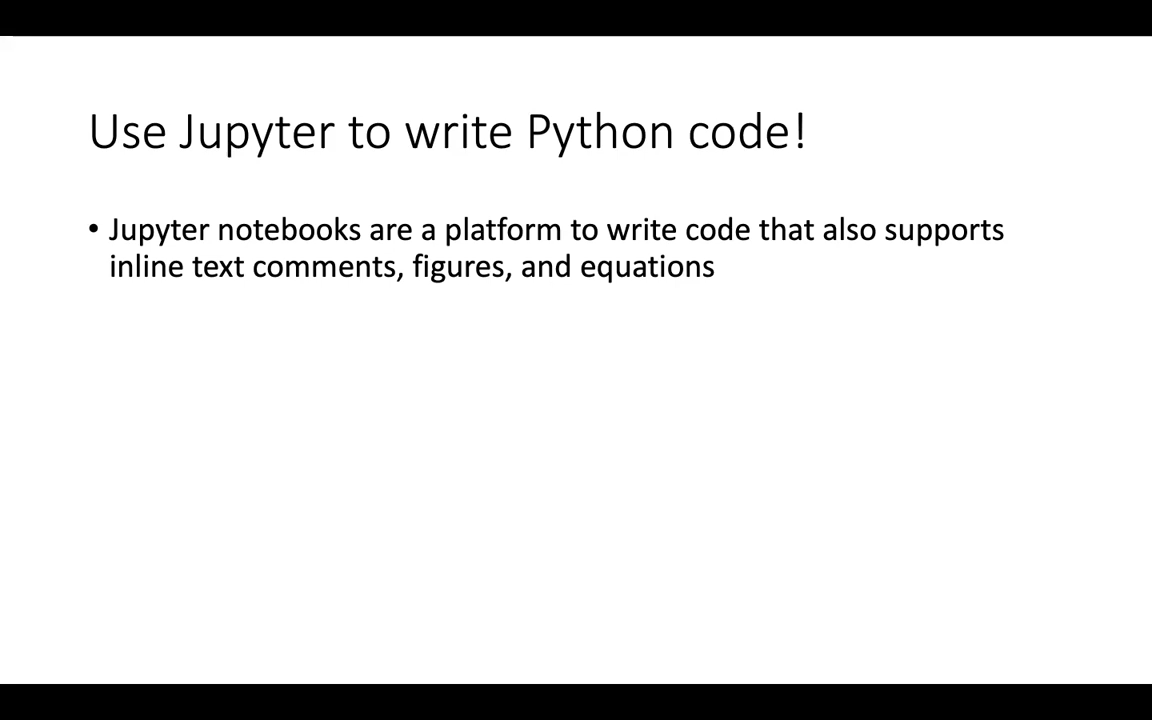 Use Jupyter to write Python code!
• Jupyter notebooks are a platform to write code that also supports
inline text comments, figures, and equations